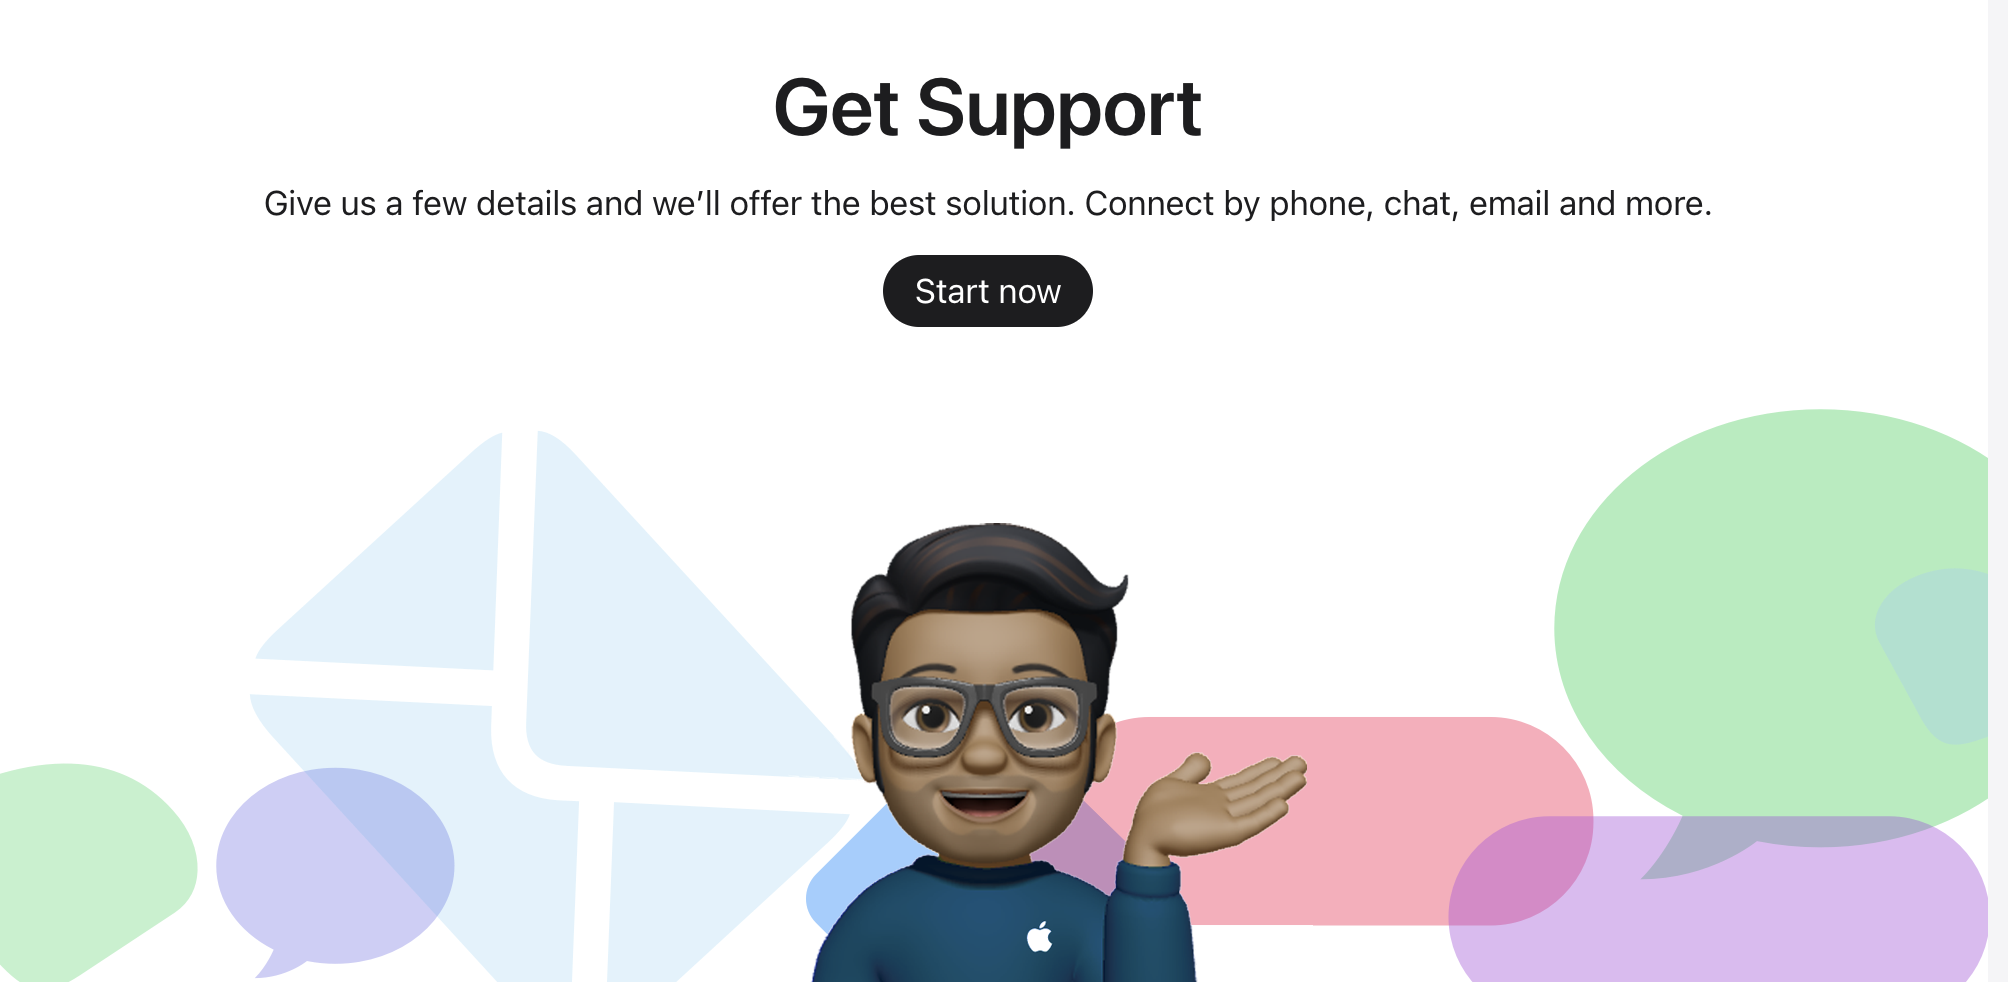 Get Support
Give us a few details and we’ll offer the best solution. Connect by phone, chat, email and more.
Start now